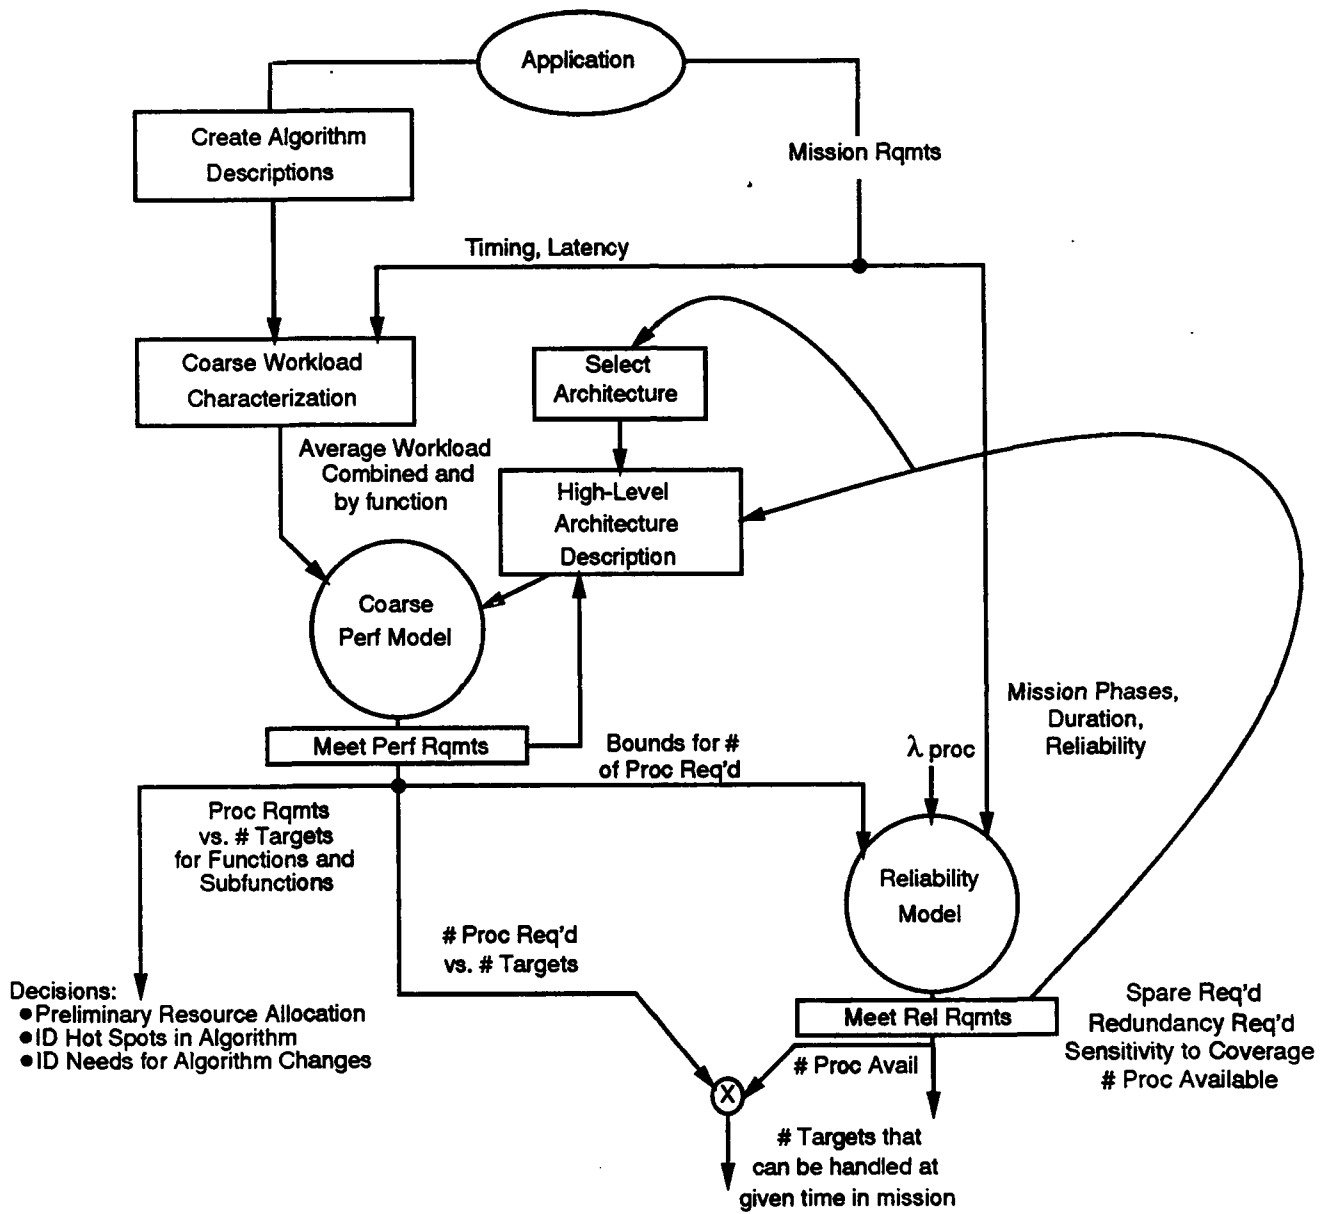 Application
Create Algorithm
Descriptions
Mission Rqmts
Timing, Latency
Coarse Workload
Characterization
Select
Architecture
Average Workload
Combined and
by function
High-Level
Architecture
Description
Coarse
Perf Model
Mission Phases,
Duration,
Reliability
Meet Perf Rqmts
Bounds for #
of Proc Req'd
λ proc
Proc Rqmts
vs. # Targets
for Functions and
Subfunctions
Reliability
Model
# Proc Req'd
vs. # Targets
Decisions:
●Preliminary Resource Allocation
●ID Hot Spots in Algorithm
●ID Needs for Algorithm Changes
Meet Rel Rqmts
Spare Req'd
Redundancy Req'd
Sensitivity to Coverage
# Proc Available
# Proc Avail
X
# Targets that
can be handled at
given time in mission